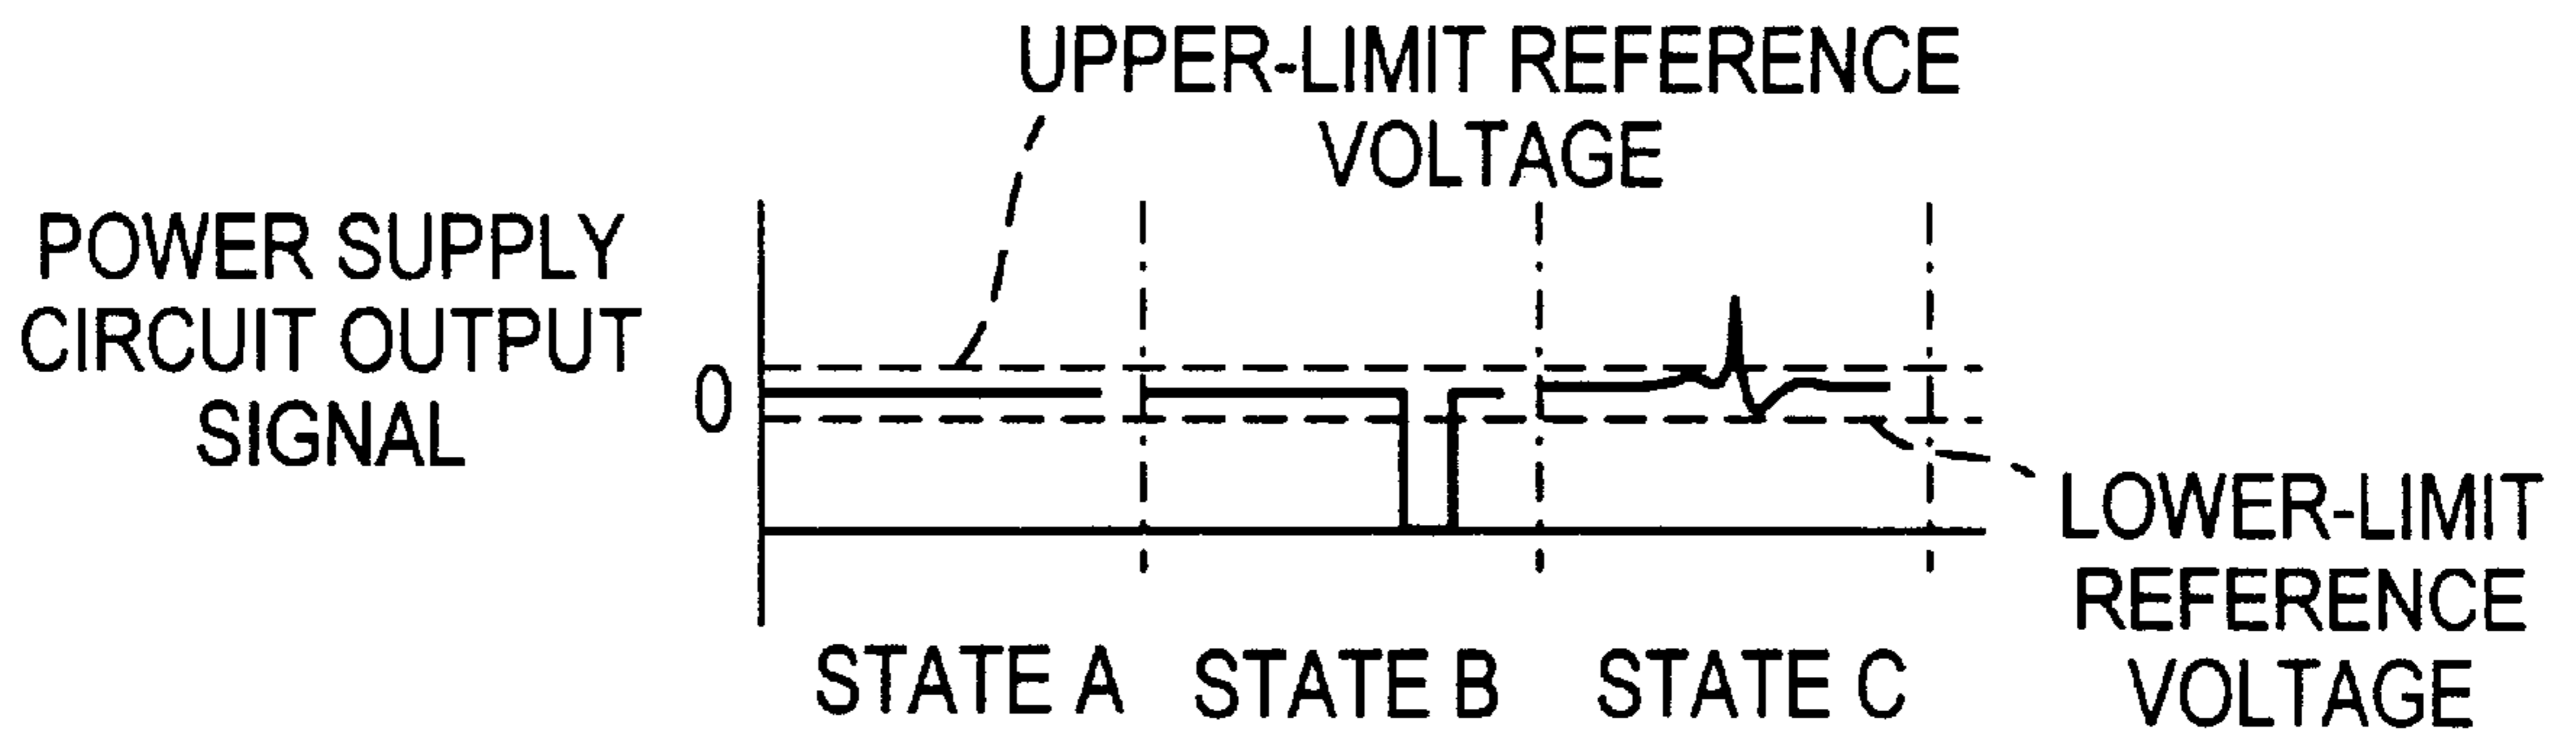 UPPER-LIMIT REFERENCE
VOLTAGE
POWER SUPPLY
CIRCUIT OUTPUT
SIGNAL
0
LOWER-LIMIT
REFERENCE
VOLTAGE
STATE A
STATE B
STATE C